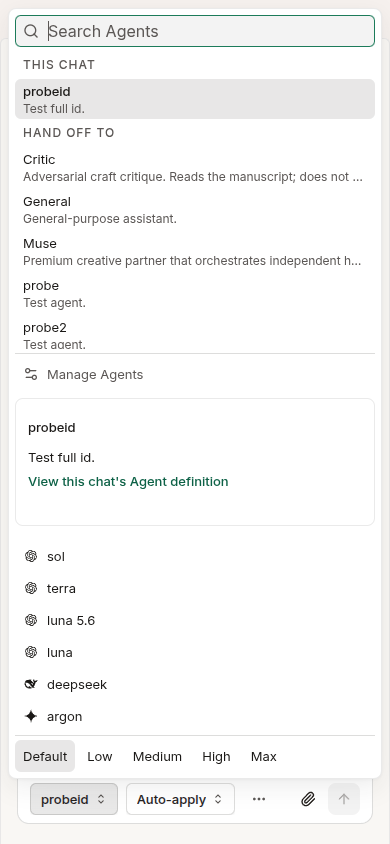 Search Agents
THIS CHAT
probeid
Test full id.
HAND OFF TO
Critic
Adversarial craft critique. Reads the manuscript; does not ...
General
General-purpose assistant.
Muse
Premium creative partner that orchestrates independent h...
probe
Test agent.
probe2
Test agent.
Manage Agents
probeid
Test full id.
View this chat's Agent definition
sol
terra
luna 5.6
luna
deepseek
argon
Default Low Medium High Max
probeid Auto-apply